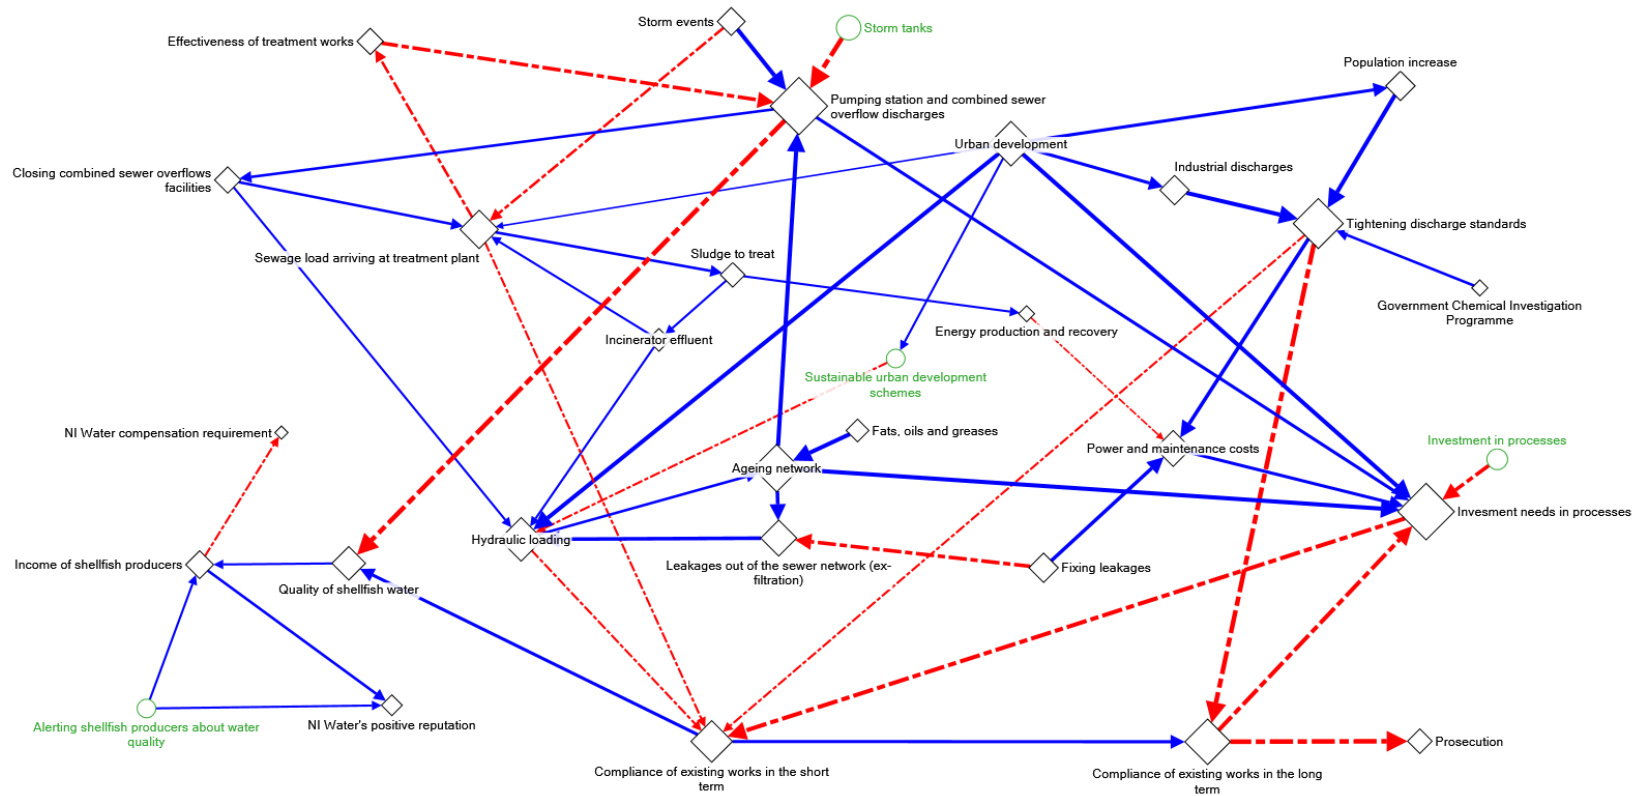 Storm events
Storm tanks
Effectiveness of treatment works
Population increase
Pumping station and combined sewer
overflow discharges
Urban development
Industrial discharges
Closing combined sewer overflows
facilities
Tightening discharge standards
Sludge to treat
Sewage load arriving at treatment plant
Government Chemical Investigation
Programme
Energy production and recovery
Incinerator effluent
Sustainable urban development
schemes
NI Water compensation requirement
Fats, oils and greases
Investment in processes
Power and maintenance costs
Ageing network
Invesment needs in processes
Hydraulic loading
Income of shellfish producers
Leakages out of the sewer network (ex-
filtration)
Fixing leakages
Quality of shellfish water
Alerting shellfish producers about water
quality
NI Water's positive reputation
Compliance of existing works in the short
term
Compliance of existing works in the long
term
Prosecution